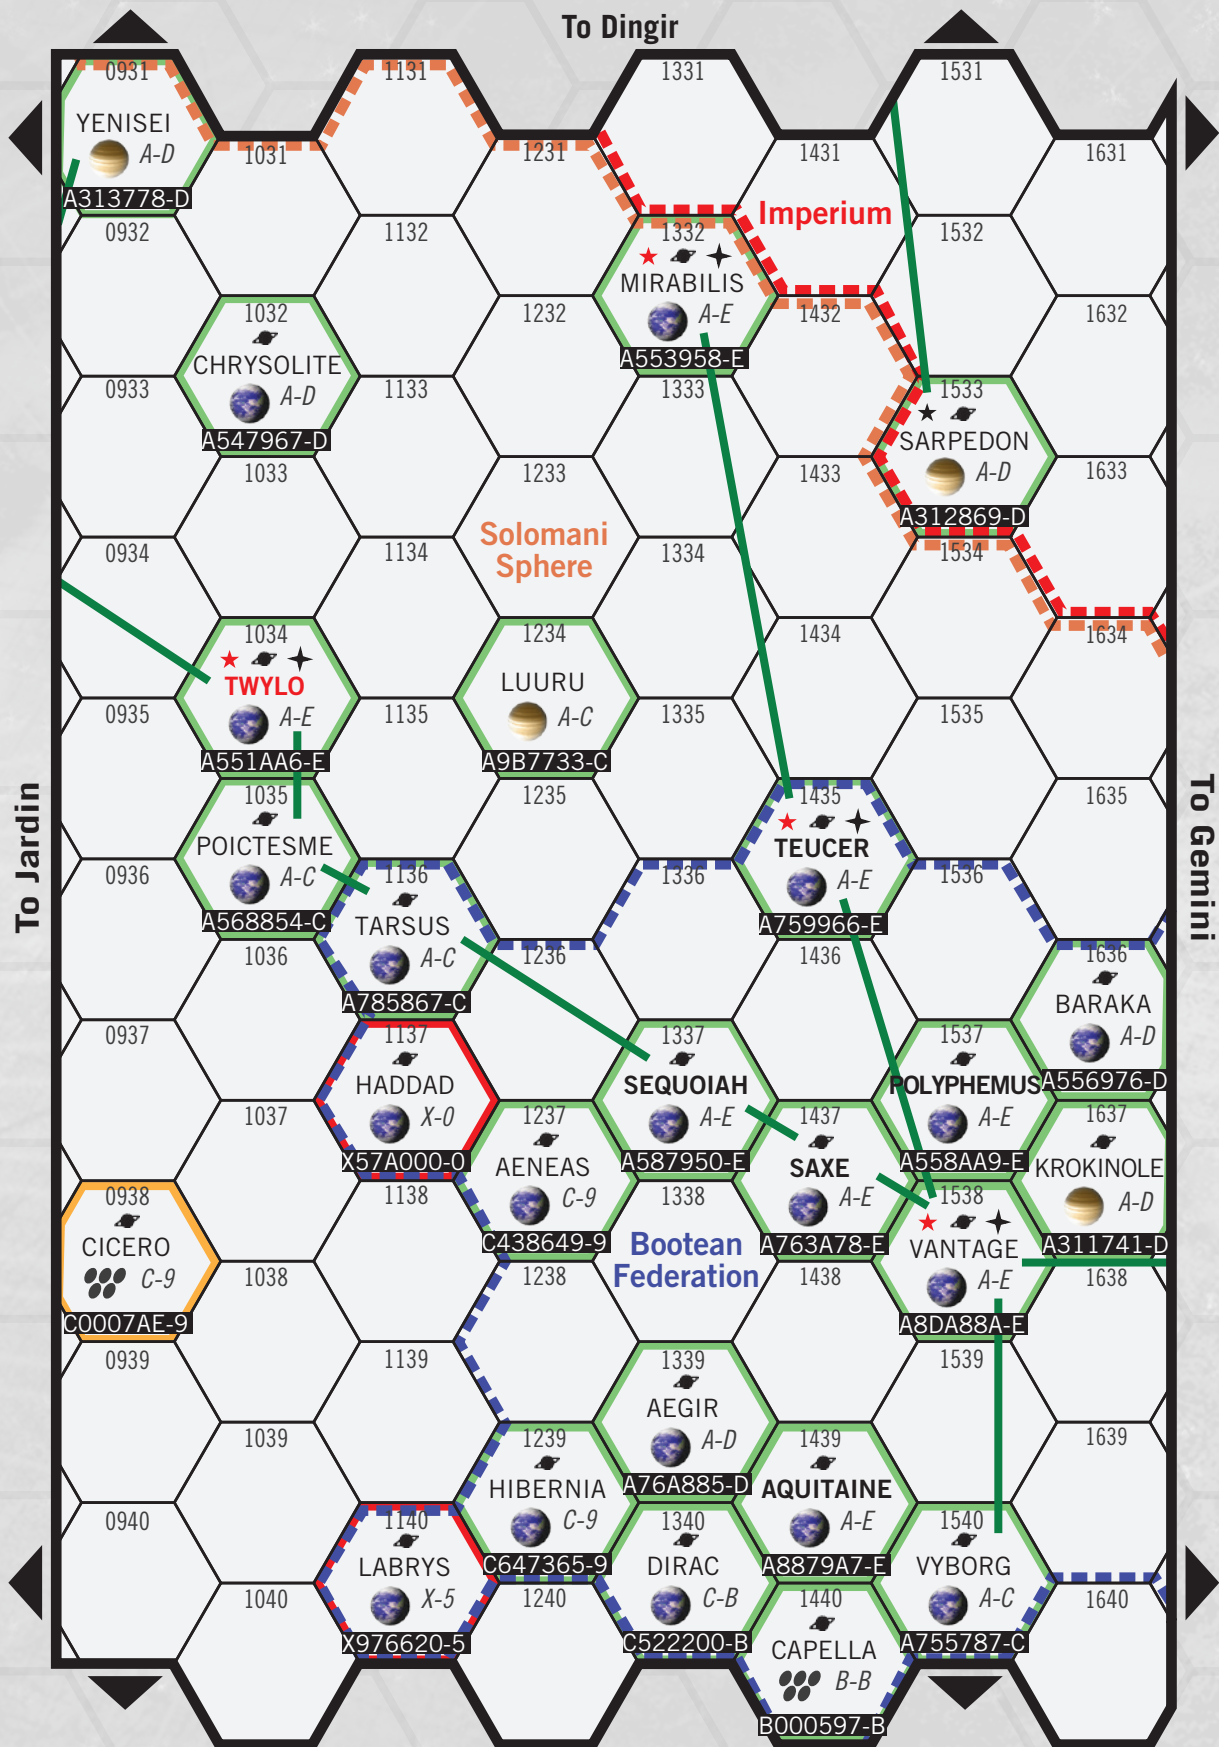 To Dingir
0931
1131
1331
1531
YENISEI
A-D
A313778-D
1031
1231
1431
1631
0932
1132
1332
Imperium
1532
MIRABILIS
A-E
A553958-E
1032
CHRYSOLITE
A-D
A547967-D
1232
1432
1632
0933
1133
1333
1533
SARPEDON
A-D
A312869-D
1033
1233
1433
1633
Solomani
Sphere
0934
1134
1334
1534
1034
TWYLO
A-E
A551AA6-E
1234
LUURU
A-C
A9B7733-C
1434
1634
0935
1135
1335
1535
To Jardin
To Gemini
1035
POICTESME
A-C
A568854-C
1235
1435
TEUCER
A-E
A759966-E
1635
0936
1136
TARSUS
A-C
A785867-C
1336
1536
1036
1236
1436
1636
BARAKA
A-D
A556976-D
0937
1137
HADDAD
X-0
X57A000-0
1337
SEQUOIAH
A-E
A587950-E
1537
POLYPHEMUS
A-E
A558AA9-E
1037
1237
AENEAS
C-9
C438649-9
1437
SAXE
A-E
A763A78-E
1637
KROKINOLE
A-D
A311741-D
0938
CICERO
C-9
C0007AE-9
1138
1338
Bootean
Federation
1538
VANTAGE
A-E
A8DA88A-E
1038
1238
1438
1638
0939
1139
1339
AEGIR
A-D
A76A885-D
1539
1039
1239
HIBERNIA
C-9
C647365-9
1439
AQUITAINE
A-E
A8879A7-E
1639
0940
1140
LABRYS
X-5
X976620-5
1340
DIRAC
C-B
C522200-B
1540
VYBORG
A-C
A755787-C
1040
1240
1440
CAPELLA
B-B
B000597-B
1640